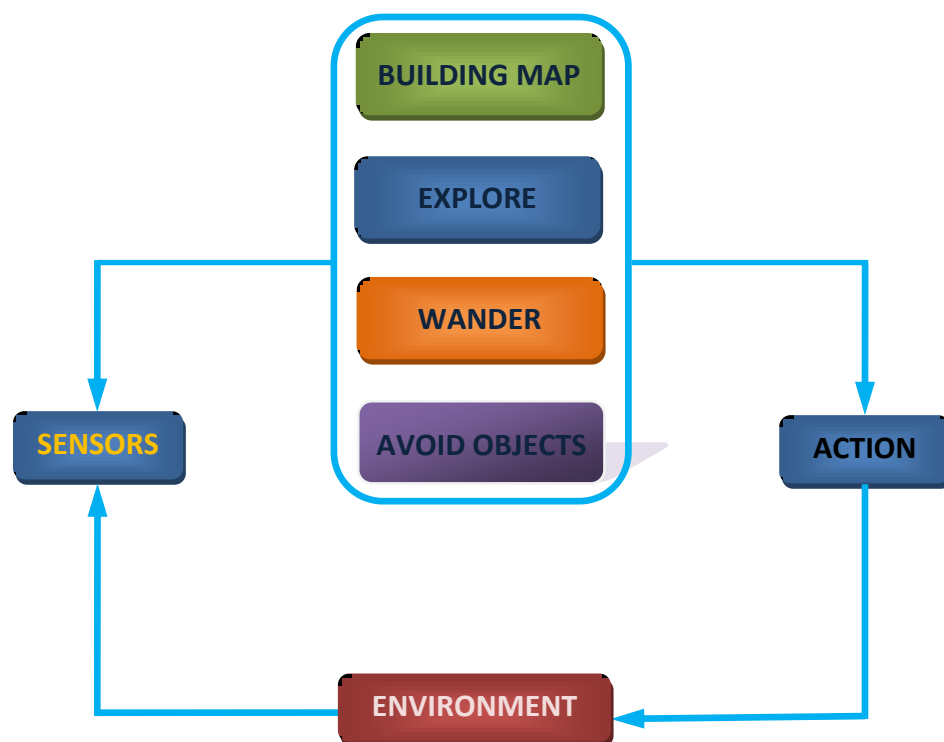 BUILDING MAP
EXPLORE
WANDER
AVOID OBJECTS
SENSORS
ACTION
ENVIRONMENT